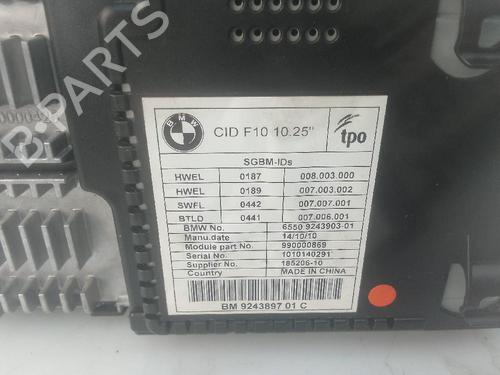 B-PARTS
BMW
CID F10 10.25"
tpo
SGBM-IDs
HWEL 0187 008.003.000
HWEL 0189 007.003.002
SWFL 0442 007.007.001
BTLD 0441 007.006.001
BMW No. 6550 9243903-01
Manu.date 14/10/10
Module part No. 990000869
Serial No. 1010140291
Supplier No. 185206-10
Country MADE IN CHINA
BM 9243897 01 C